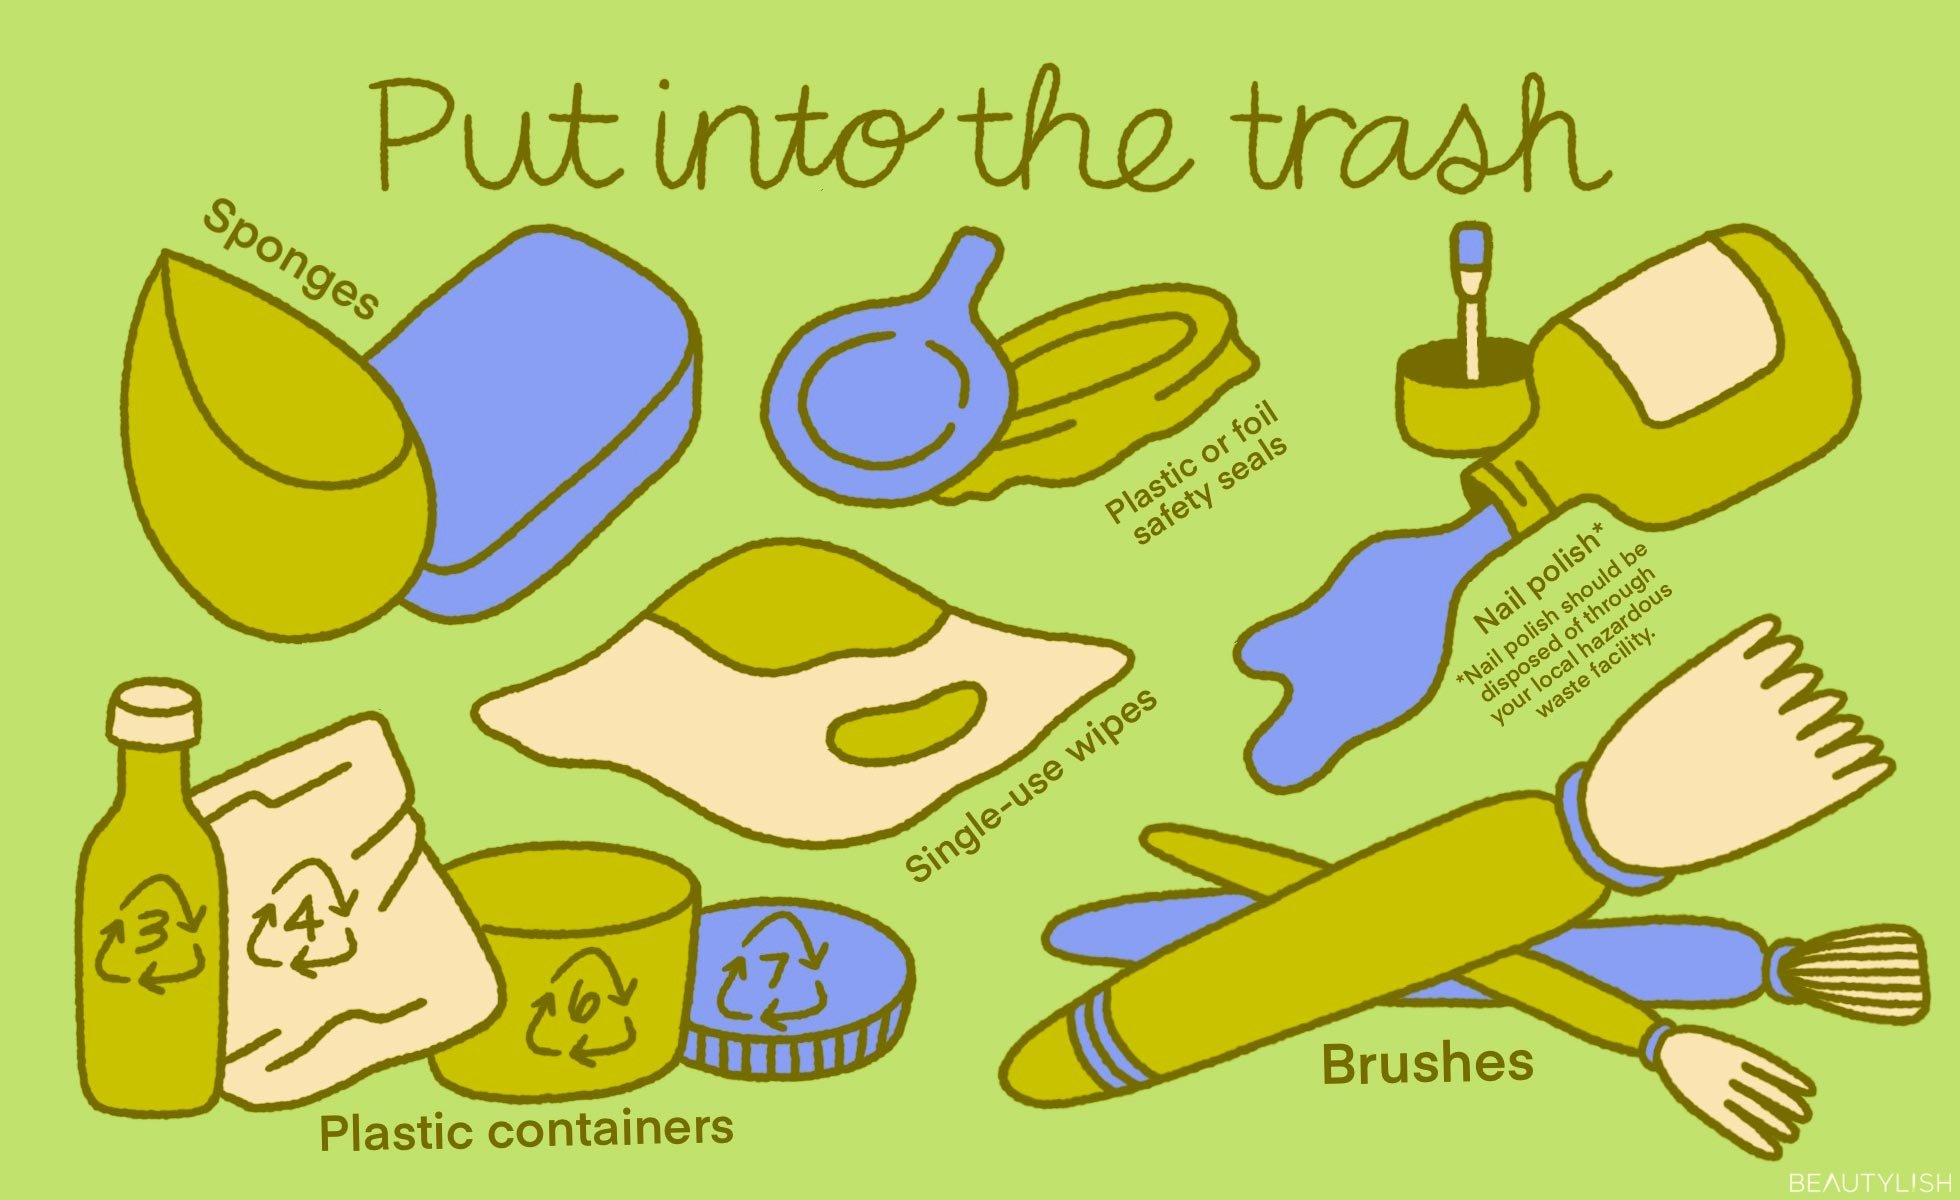 Put into the trash
Sponges
Plastic or foil
safety seals
Nail polish*
*Nail polish should be
disposed of through
your local hazardous
waste facility.
Single-use wipes
3
4
6
7
Plastic containers
Brushes
BEAUTYLISH